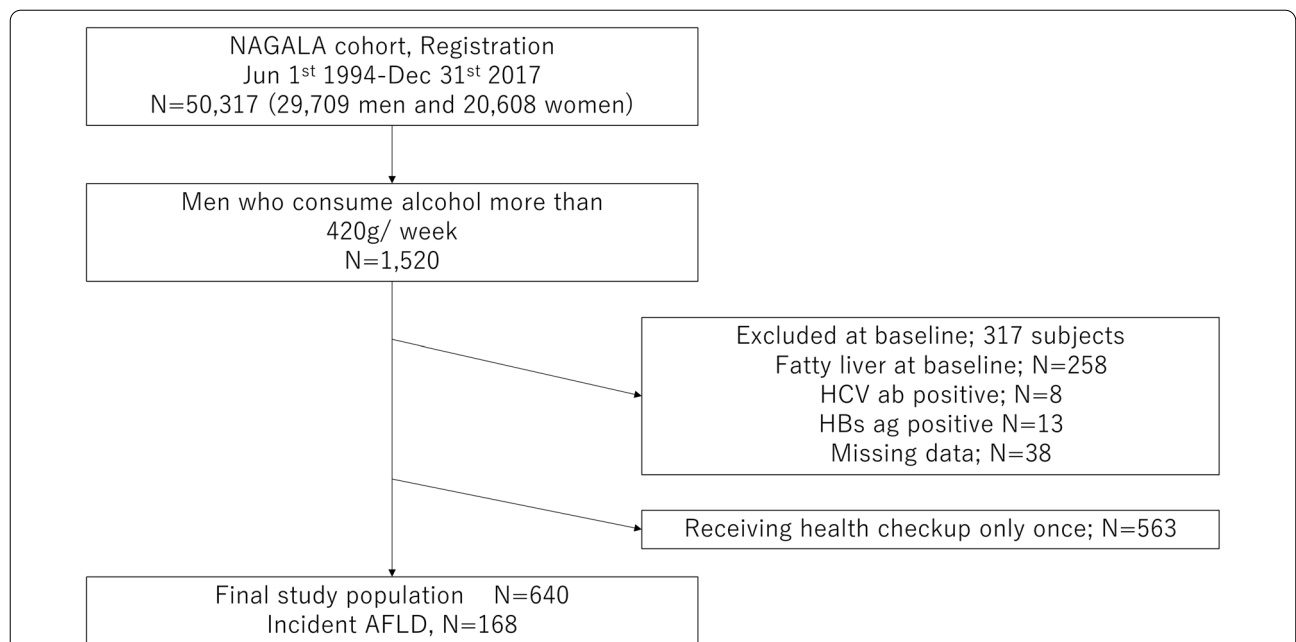 NAGALA cohort, Registration
Jun 1st 1994-Dec 31st 2017
N=50,317 (29,709 men and 20,608 women)
Men who consume alcohol more than
420g/ week
N=1,520
Excluded at baseline; 317 subjects
Fatty liver at baseline; N=258
HCV ab positive; N=8
HBs ag positive N=13
Missing data; N=38
Receiving health checkup only once; N=563
Final study population N=640
Incident AFLD, N=168